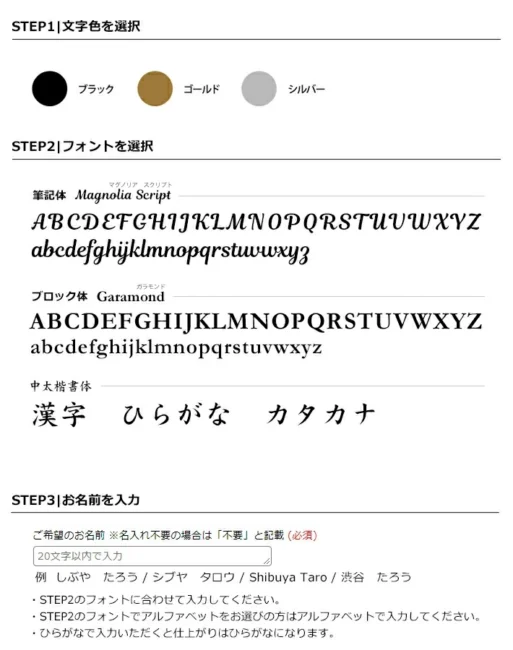 STEP1|文字色を選択
ブラック ゴールド シルバー
STEP2|フォントを選択
マグノリア スクリプト
筆記体 Magnolia Script
ABCDEFGHIJKLMNOPQRSTUVWXYZ
abcdefghijklmnopqrstuvwxyz
ガラモンド
ブロック体 Garamond
ABCDEFGHIJKLMNOPQRSTUVWXYZ
abcdefghijklmnopqrstuvwxyz
中太楷書体
漢字 ひらがな カタカナ
STEP3|お名前を入力
ご希望のお名前 ※名入れ不要の場合は「不要」と記載 (必須)
20文字以内で入力
例 しぶや たろう / シブヤ タロウ / Shibuya Taro / 渋谷 たろう
・STEP2のフォントに合わせて入力してください。
・STEP2のフォントでアルファベットをお選びの方はアルファベットで入力してください。
・ひらがなで入力いただくと仕上がりはひらがなになります。